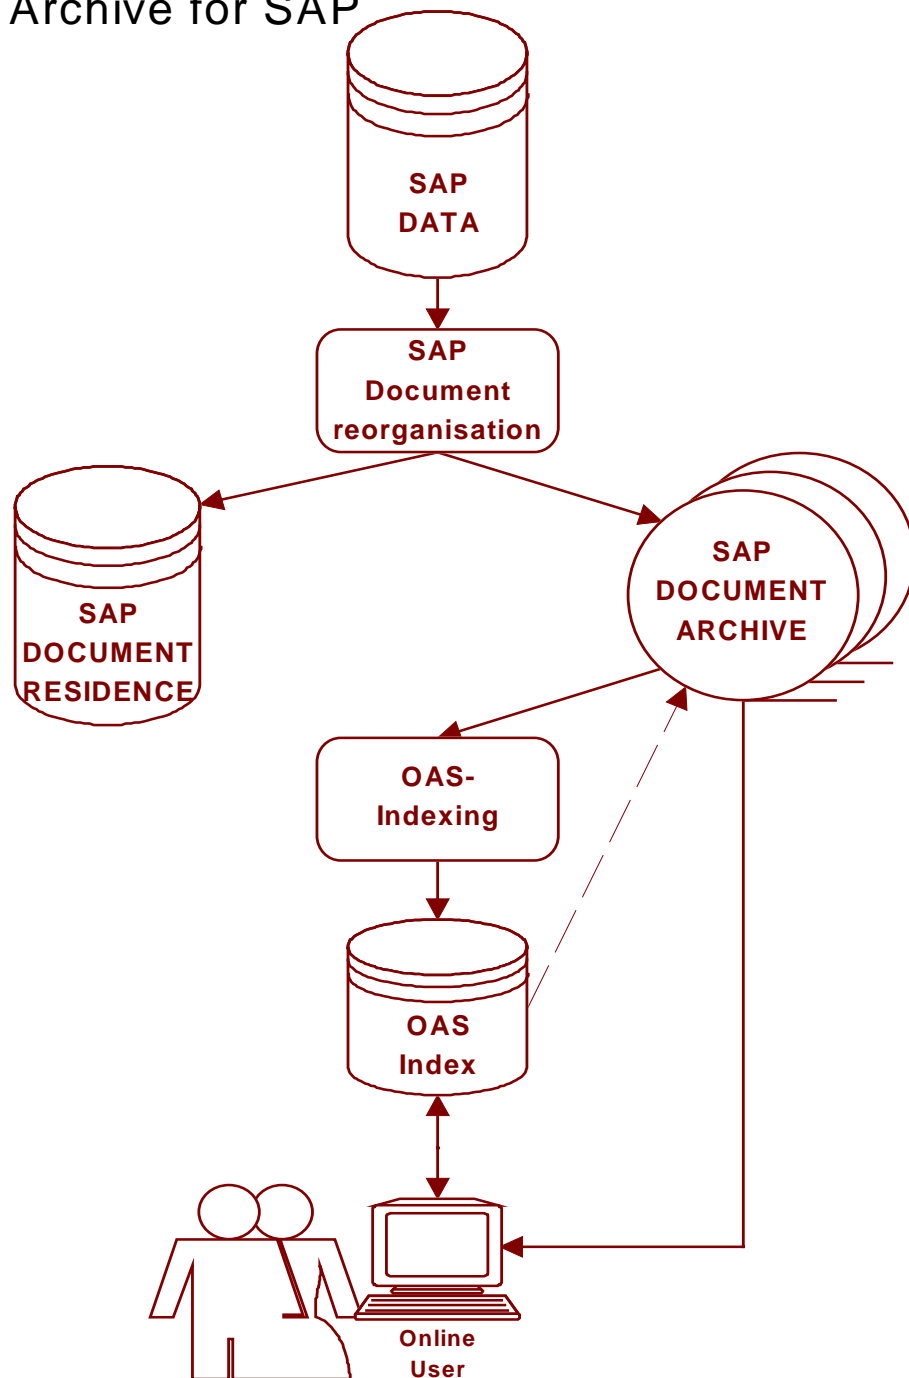 Archive for SAP
SAP
DATA
SAP
Document
reorganisation
SAP
DOCUMENT
ARCHIVE
SAP
DOCUMENT
RESIDENCE
OAS-
Indexing
OAS
Index
Online
User